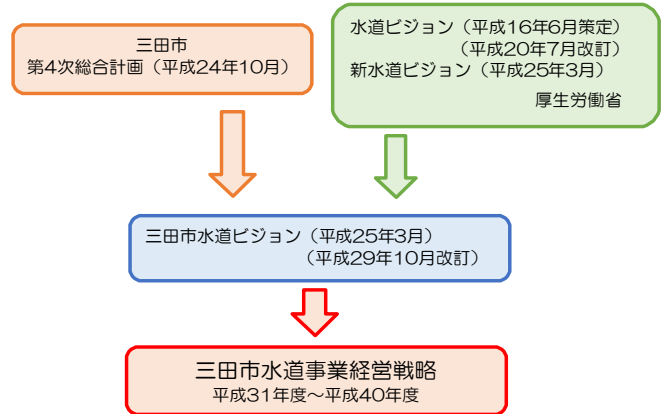 三田市
第4次総合計画（平成24年10月）
水道ビジョン（平成16年6月策定）
（平成20年7月改訂）
新水道ビジョン（平成25年3月）
厚生労働省
三田市水道ビジョン（平成25年3月）
（平成29年10月改訂）
三田市水道事業経営戦略
平成31年度～平成40年度